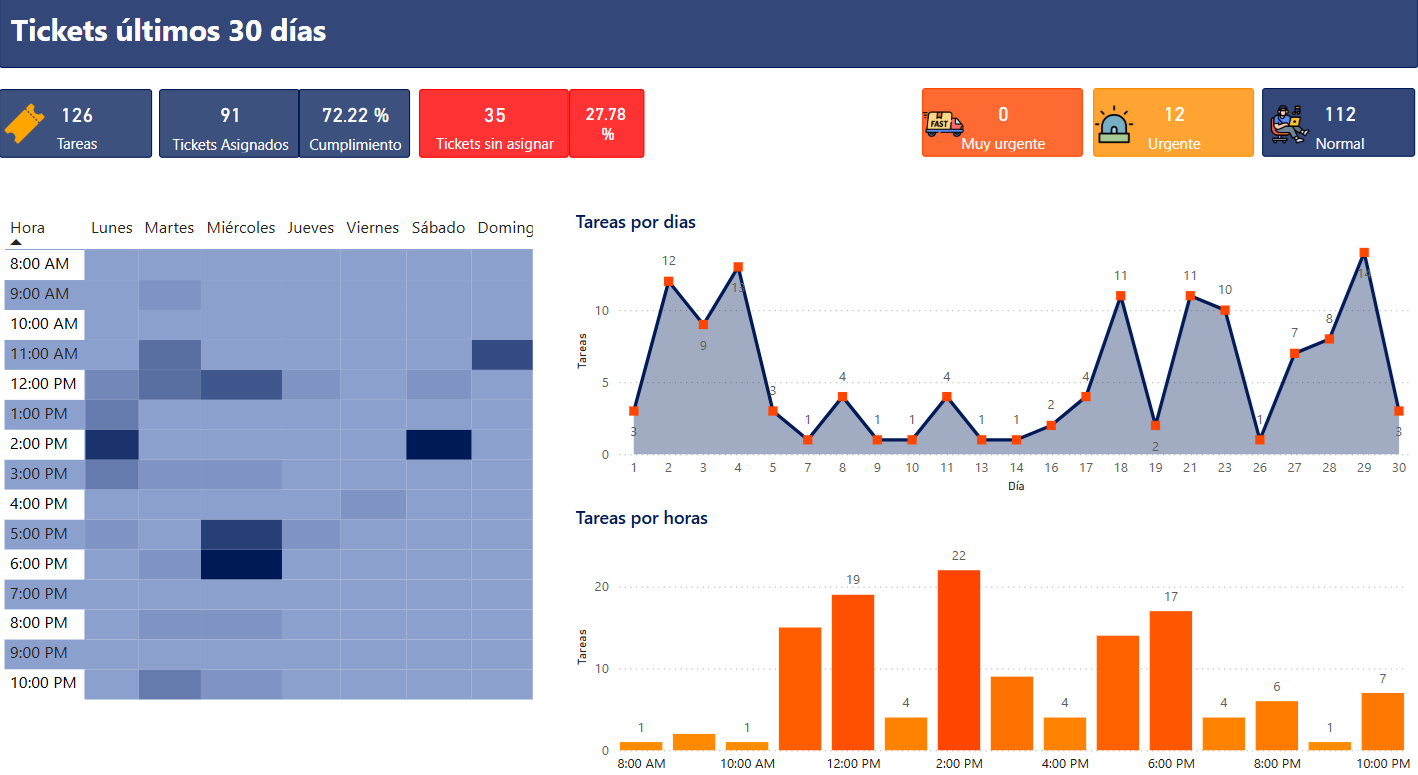 Tickets últimos 30 días
126
Tareas
91
Tickets Asignados
72.22 %
Cumplimiento
35
Tickets sin asignar
27.78
%
FAST
0
Muy urgente
12
Urgente
112
Normal
Hora Lunes Martes Miércoles Jueves Viernes Sábado Doming
8:00 AM
9:00 AM
10:00 AM
11:00 AM
12:00 PM
1:00 PM
2:00 PM
3:00 PM
4:00 PM
5:00 PM
6:00 PM
7:00 PM
8:00 PM
9:00 PM
10:00 PM
Tareas por dias
Tareas
10
5
0
3 12 9 13 3 1 4 1 1 4 1 1 2 4 11 2 11 10 1 7 8 14 3
1 2 3 4 5 7 8 9 10 11 13 14 16 17 18 19 21 23 26 27 28 29 30
Día
Tareas por horas
Tareas
20
10
0
1 1 19 4 22 4 17 4 6 1 7
8:00 AM 10:00 AM 12:00 PM 2:00 PM 4:00 PM 6:00 PM 8:00 PM 10:00 PM